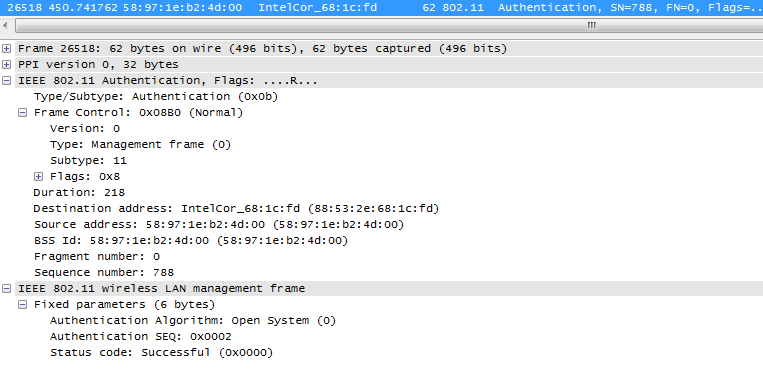 26518 450.741762 58:97:1e:b2:4d:00 IntelCor_68:1c:fd 62 802.11 Authentication, SN=788, FN=0, Flags=..
Frame 26518: 62 bytes on wire (496 bits), 62 bytes captured (496 bits)
PPI version 0, 32 bytes
IEEE 802.11 Authentication, Flags: ....R...
Type/Subtype: Authentication (0x0b)
Frame Control: 0x08B0 (Normal)
Version: 0
Type: Management frame (0)
Subtype: 11
Flags: 0x8
Duration: 218
Destination address: IntelCor_68:1c:fd (88:53:2e:68:1c:fd)
Source address: 58:97:1e:b2:4d:00 (58:97:1e:b2:4d:00)
BSS Id: 58:97:1e:b2:4d:00 (58:97:1e:b2:4d:00)
Fragment number: 0
Sequence number: 788
IEEE 802.11 wireless LAN management frame
Fixed parameters (6 bytes)
Authentication Algorithm: Open System (0)
Authentication SEQ: 0x0002
Status code: Successful (0x0000)